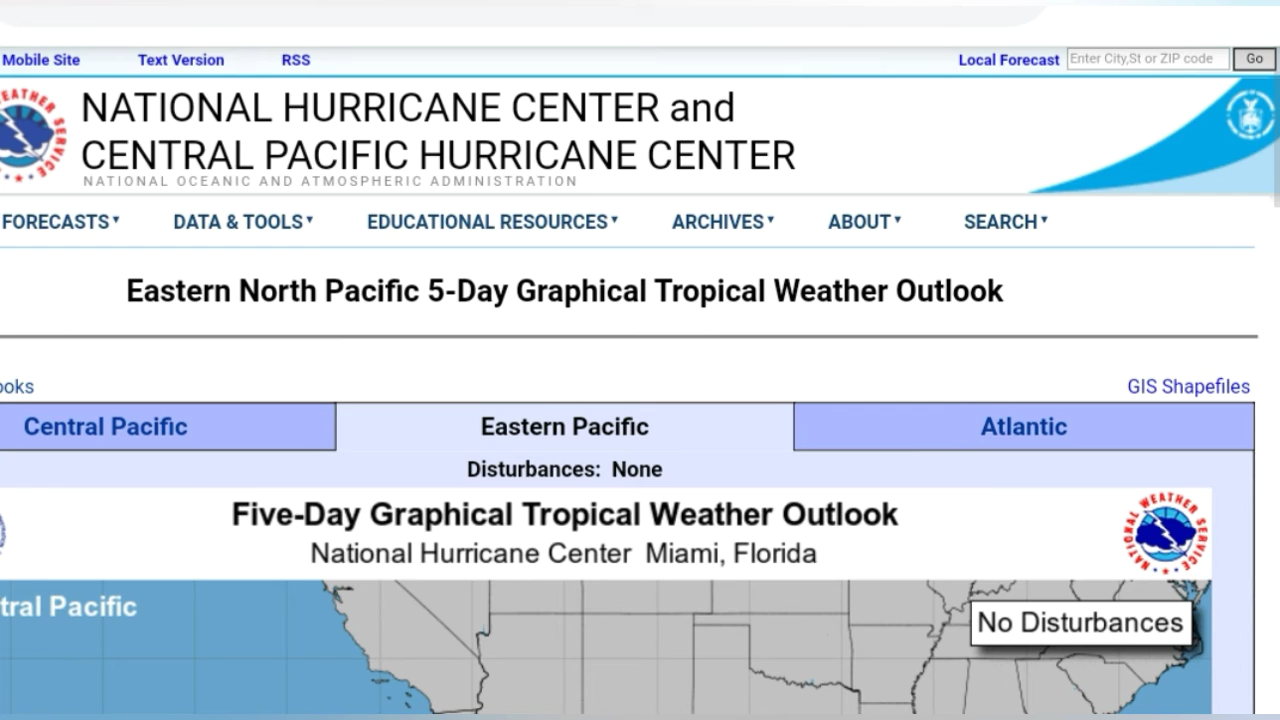 Mobile Site Text Version RSS Local Forecast Enter City,St or ZIP code Go
NATIONAL HURRICANE CENTER and
CENTRAL PACIFIC HURRICANE CENTER
NATIONAL OCEANIC AND ATMOSPHERIC ADMINISTRATION
FORECASTS DATA & TOOLS EDUCATIONAL RESOURCES ARCHIVES ABOUT SEARCH
Eastern North Pacific 5-Day Graphical Tropical Weather Outlook
ooks GIS Shapefiles
Central Pacific Eastern Pacific Atlantic
Disturbances: None
Five-Day Graphical Tropical Weather Outlook
National Hurricane Center Miami, Florida
NATIONAL WEATHER SERVICE
tral Pacific
No Disturbances